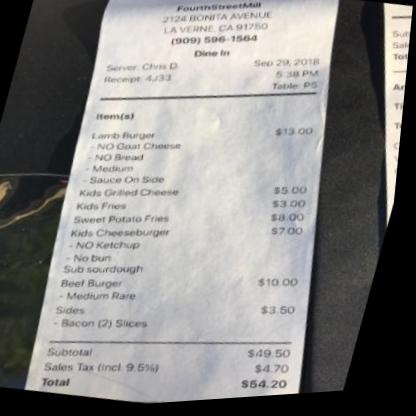 FourthStreetMill
2124 BONITA AVENUE
LA VERNE, CA 91750
(909) 596-1564
Dine In
Server: Chris D.
Sep 29, 2018
Receipt: 4J33
5:38 PM
Table: P5
Item(s)
Lamb Burger $13.00
- NO Goat Cheese
- NO Bread
- Medium
- Sauce On Side
Kids Grilled Cheese $5.00
Kids Fries $3.00
Sweet Potato Fries $8.00
Kids Cheeseburger $7.00
- NO Ketchup
- No bun
Sub sourdough
Beef Burger $10.00
- Medium Rare
Sides $3.50
- Bacon (2) Slices
Subtotal $49.50
Sales Tax (Incl. 9.5%) $4.70
Total $54.20